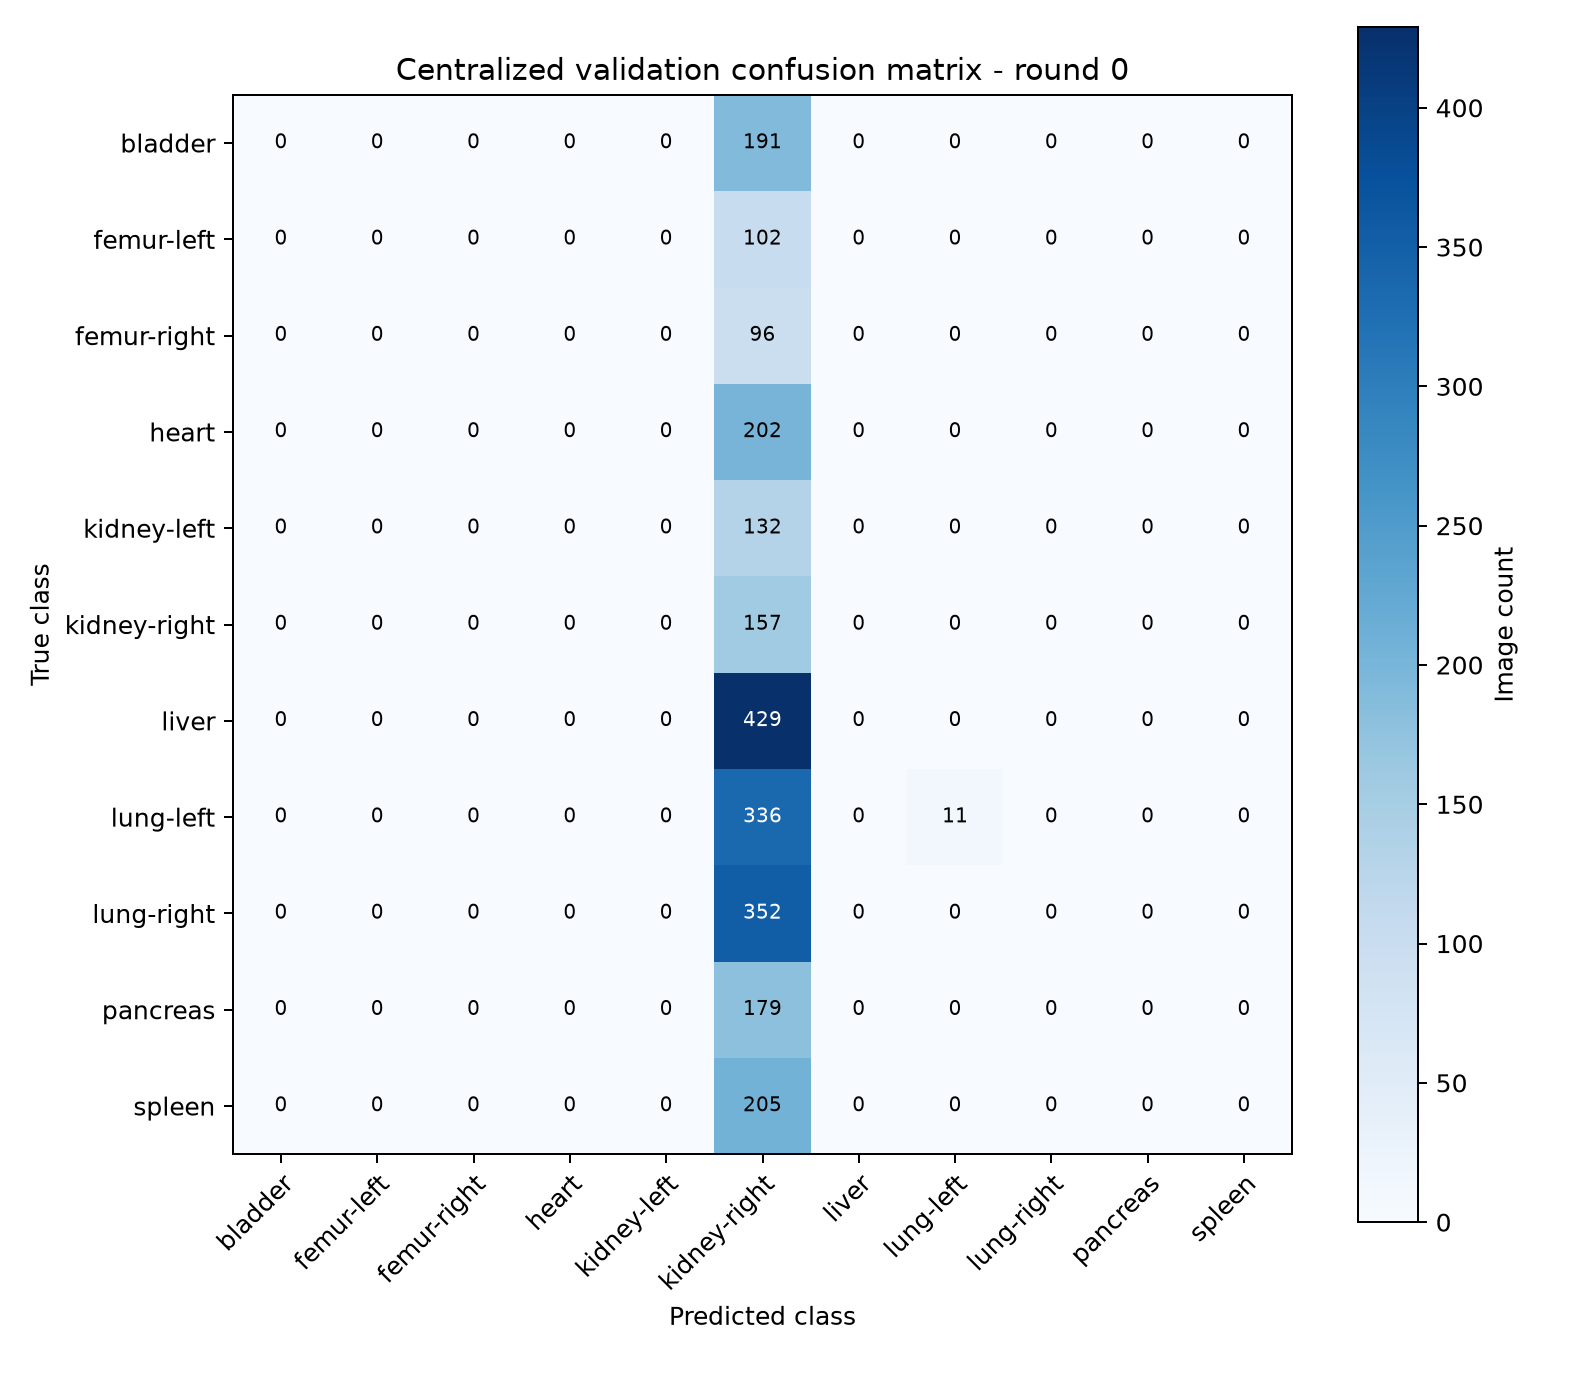 Centralized validation confusion matrix - round 0
bladder 0 0 0 0 0 191 0 0 0 0 0
femur-left 0 0 0 0 0 102 0 0 0 0 0
femur-right 0 0 0 0 0 96 0 0 0 0 0
heart 0 0 0 0 0 202 0 0 0 0 0
kidney-left 0 0 0 0 0 132 0 0 0 0 0
kidney-right 0 0 0 0 0 157 0 0 0 0 0
liver 0 0 0 0 0 429 0 0 0 0 0
lung-left 0 0 0 0 0 336 0 11 0 0 0
lung-right 0 0 0 0 0 352 0 0 0 0 0
pancreas 0 0 0 0 0 179 0 0 0 0 0
spleen 0 0 0 0 0 205 0 0 0 0 0
True class
bladder femur-left femur-right heart kidney-left kidney-right liver lung-left lung-right pancreas spleen
Predicted class
400
350
300
250
200
150
100
50
0
Image count